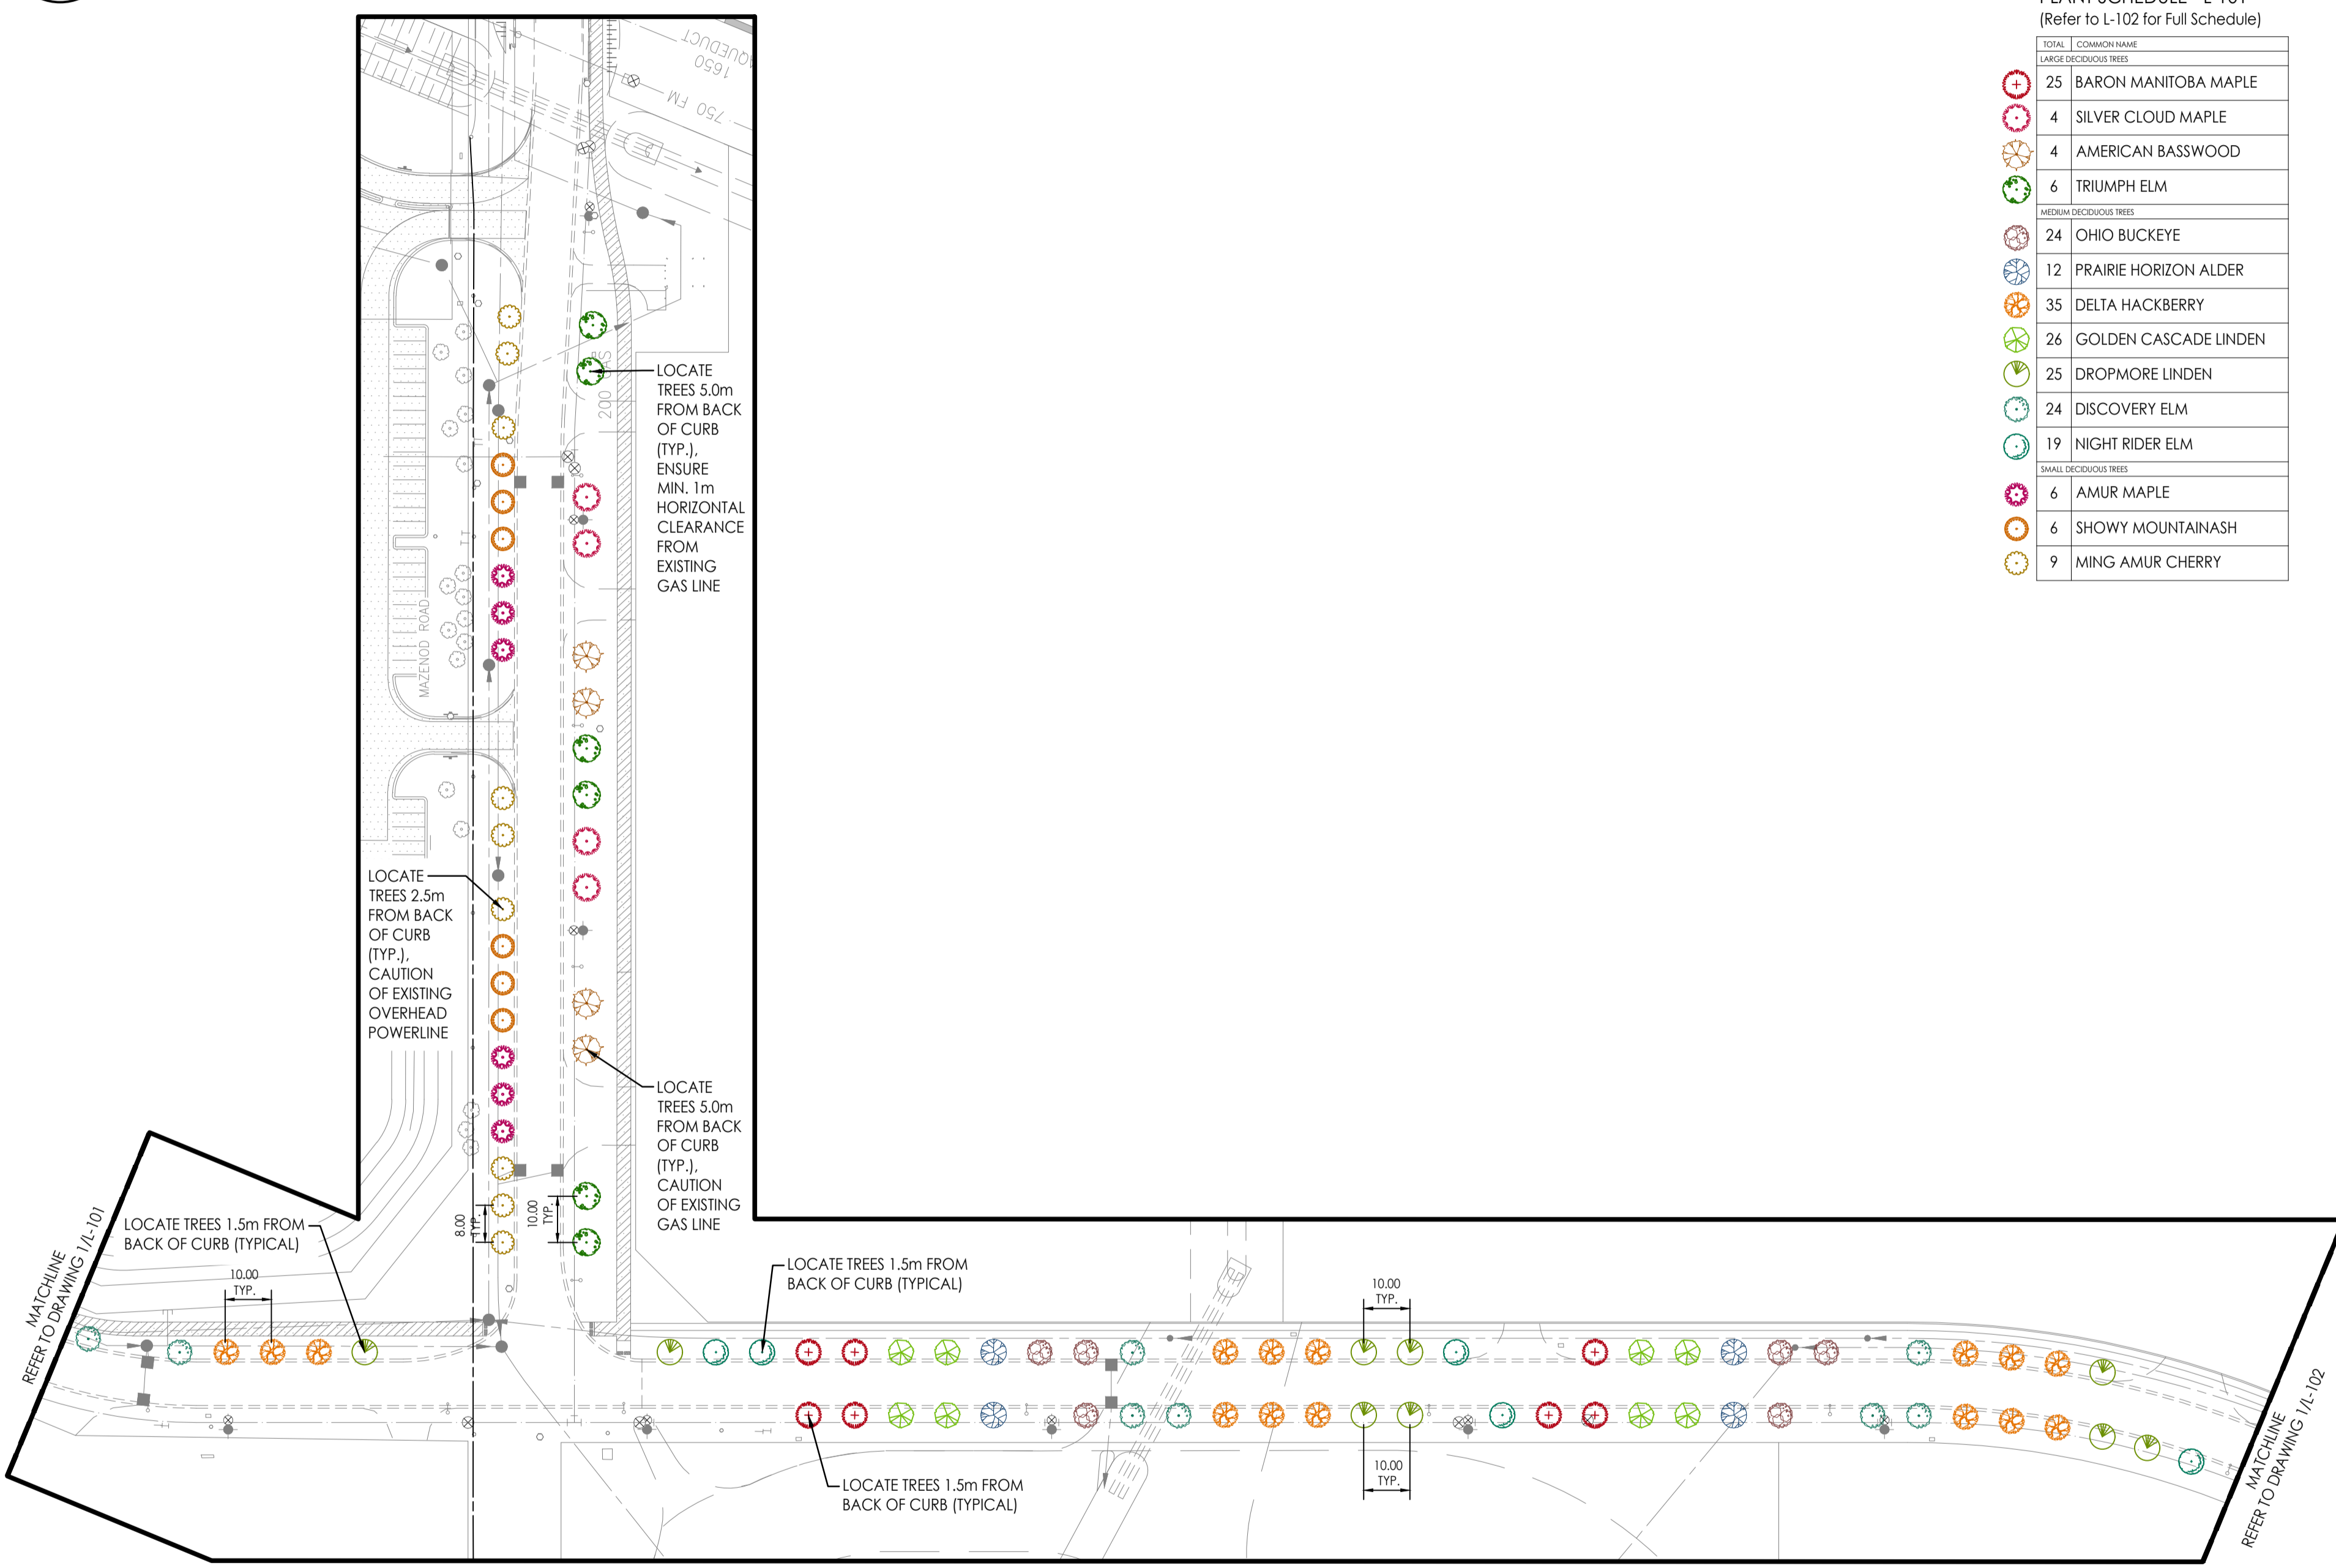 (Refer to L-102 for Full Schedule)
TOTAL COMMON NAME
LARGE DECIDUOUS TREES
25 BARON MANITOBA MAPLE
4 SILVER CLOUD MAPLE
4 AMERICAN BASSWOOD
6 TRIUMPH ELM
MEDIUM DECIDUOUS TREES
24 OHIO BUCKEYE
12 PRAIRIE HORIZON ALDER
35 DELTA HACKBERRY
26 GOLDEN CASCADE LINDEN
25 DROPMORE LINDEN
24 DISCOVERY ELM
19 NIGHT RIDER ELM
SMALL DECIDUOUS TREES
6 AMUR MAPLE
6 SHOWY MOUNTAINASH
9 MING AMUR CHERRY
AQUEDUCT
1650
750 FM
200 GAS
LOCATE
TREES 5.0m
FROM BACK
OF CURB
(TYP.),
ENSURE
MIN. 1m
HORIZONTAL
CLEARANCE
FROM
EXISTING
GAS LINE
MAZENOD ROAD
LOCATE
TREES 2.5m
FROM BACK
OF CURB
(TYP.),
CAUTION
OF EXISTING
OVERHEAD
POWERLINE
LOCATE
TREES 5.0m
FROM BACK
OF CURB
(TYP.),
CAUTION
OF EXISTING
GAS LINE
8.00
TYP.
10.00
TYP.
MATCHLINE
REFER TO DRAWING 1/L-101
LOCATE TREES 1.5m FROM
BACK OF CURB (TYPICAL)
10.00
TYP.
LOCATE TREES 1.5m FROM
BACK OF CURB (TYPICAL)
10.00
TYP.
LOCATE TREES 1.5m FROM
BACK OF CURB (TYPICAL)
10.00
TYP.
MATCHLINE
REFER TO DRAWING 1/L-102